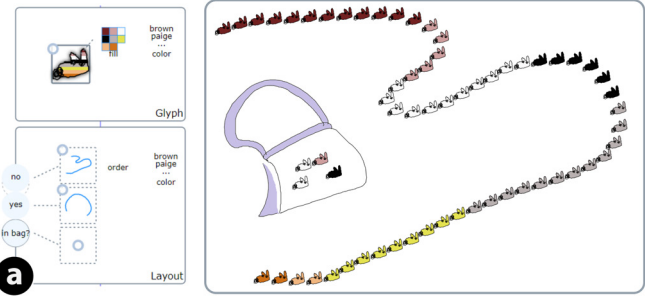 brown
paige
...
fill
color
Glyph
order
brown
paige
...
color
no
yes
in bag?
Layout
a